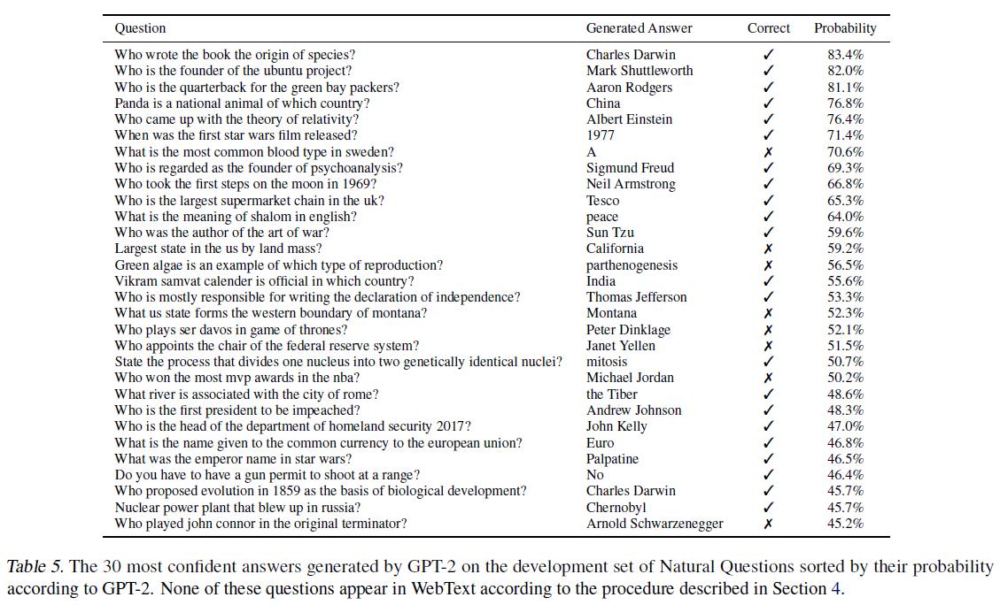 Question Generated Answer Correct Probability
Who wrote the book the origin of species? Charles Darwin ✓ 83.4%
Who is the founder of the ubuntu project? Mark Shuttleworth ✓ 82.0%
Who is the quarterback for the green bay packers? Aaron Rodgers ✓ 81.1%
Panda is a national animal of which country? China ✓ 76.8%
Who came up with the theory of relativity? Albert Einstein ✓ 76.4%
When was the first star wars film released? 1977 ✓ 71.4%
What is the most common blood type in sweden? A ✗ 70.6%
Who is regarded as the founder of psychoanalysis? Sigmund Freud ✓ 69.3%
Who took the first steps on the moon in 1969? Neil Armstrong ✓ 66.8%
Who is the largest supermarket chain in the uk? Tesco ✓ 65.3%
What is the meaning of shalom in english? peace ✓ 64.0%
Who was the author of the art of war? Sun Tzu ✓ 59.6%
Largest state in the us by land mass? California ✗ 59.2%
Green algae is an example of which type of reproduction? parthenogenesis ✗ 56.5%
Vikram samvat calender is official in which country? India ✓ 55.6%
Who is mostly responsible for writing the declaration of independence? Thomas Jefferson ✓ 53.3%
What us state forms the western boundary of montana? Montana ✗ 52.3%
Who plays ser davos in game of thrones? Peter Dinklage ✗ 52.1%
Who appoints the chair of the federal reserve system? Janet Yellen ✗ 51.5%
State the process that divides one nucleus into two genetically identical nuclei? mitosis ✓ 50.7%
Who won the most mvp awards in the nba? Michael Jordan ✗ 50.2%
What river is associated with the city of rome? the Tiber ✓ 48.6%
Who is the first president to be impeached? Andrew Johnson ✓ 48.3%
Who is the head of the department of homeland security 2017? John Kelly ✓ 47.0%
What is the name given to the common currency to the european union? Euro ✓ 46.8%
What was the emperor name in star wars? Palpatine ✓ 46.5%
Do you have to have a gun permit to shoot at a range? No ✓ 46.4%
Who proposed evolution in 1859 as the basis of biological development? Charles Darwin ✓ 45.7%
Nuclear power plant that blew up in russia? Chernobyl ✓ 45.7%
Who played john connor in the original terminator? Arnold Schwarzenegger ✗ 45.2%
Table 5. The 30 most confident answers generated by GPT-2 on the development set of Natural Questions sorted by their probability
according to GPT-2. None of these questions appear in WebText according to the procedure described in Section 4.